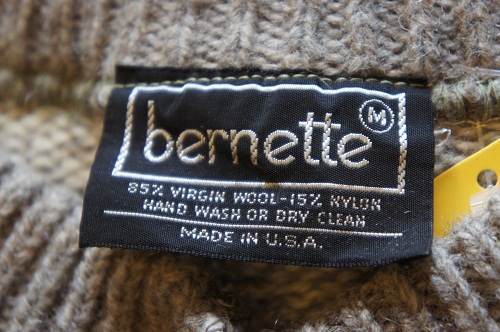 bernette M
85% VIRGIN WOOL-15% NYLON
HAND WASH OR DRY CLEAN
MADE IN U.S.A.